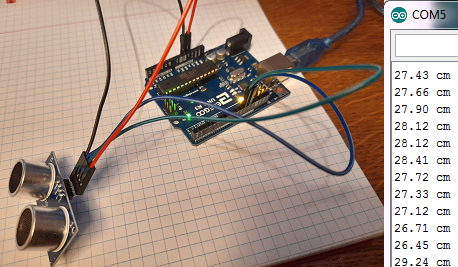 COM5
27.43 cm
27.66 cm
27.90 cm
28.12 cm
28.12 cm
28.41 cm
27.72 cm
27.33 cm
27.12 cm
26.71 cm
26.45 cm
29.24 cm